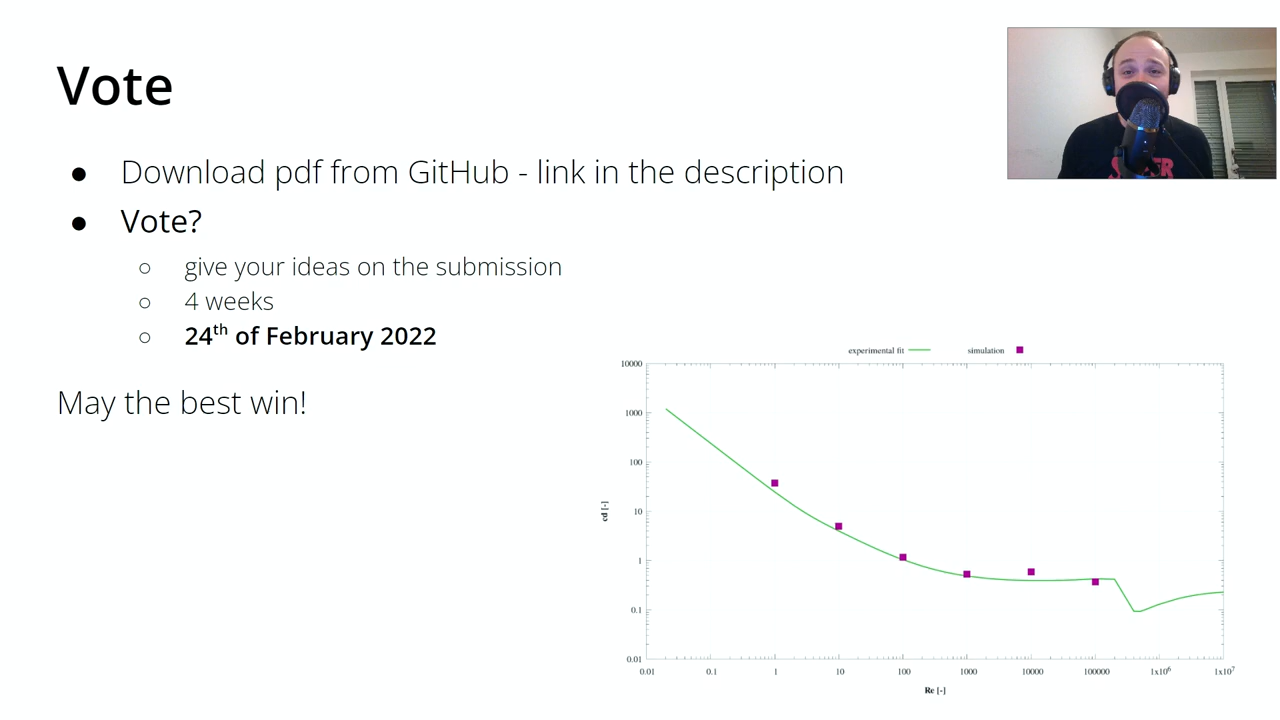 Vote
● Download pdf from GitHub - link in the description
● Vote?
○ give your ideas on the submission
○ 4 weeks
○ 24th of February 2022
May the best win!
experimental fit
simulation
10000
1000
100
10
1
0.1
0.01
cd [-]
0.01 0.1 1 10 100 1000 10000 100000 1x10⁶ 1x10⁷
Re [-]